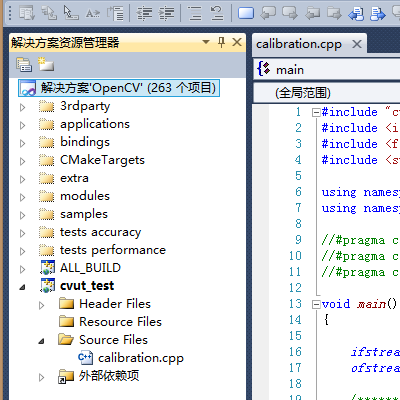 解决方案资源管理器
解决方案'OpenCV' (263 个项目)
3rdparty
applications
bindings
CMakeTargets
extra
modules
samples
tests accuracy
tests performance
ALL_BUILD
cvut_test
Header Files
Resource Files
Source Files
calibration.cpp
外部依赖项
calibration.cpp
main
(全局范围)
1 #include "c
2 #include <i
3 #include <f
4 #include <s
5
6 using namesp
7 using namesp
8
9 //#pragma c
10 //#pragma c
11 //#pragma c
12
13 void main()
14 {
15
16 ifstrea
17 ofstrea
18
/*******